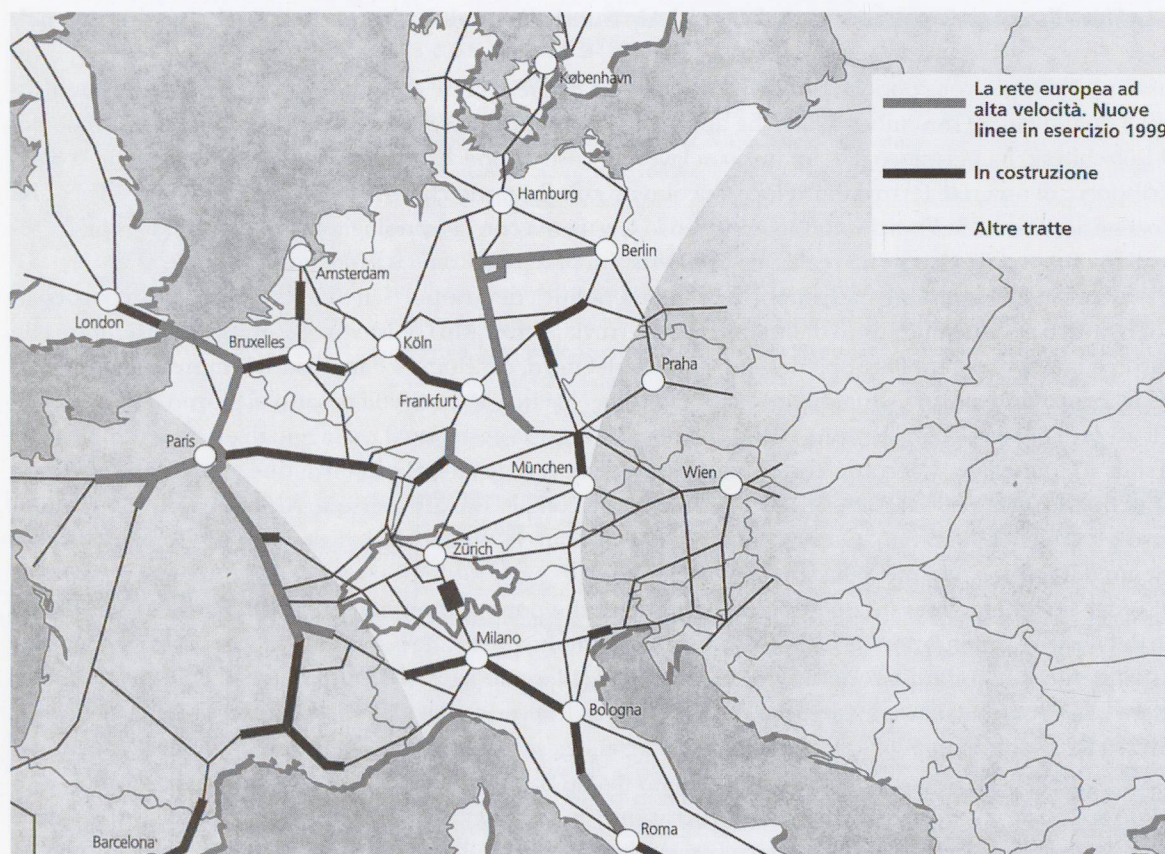 København
La rete europea ad
alta velocità. Nuove
linee in esercizio 1999
In costruzione
Altre tratte
Hamburg
Berlin
Amsterdam
London
Bruxelles
Köln
Praha
Frankfurt
Paris
München
Wien
Zürich
Milano
Bologna
Roma
Barcelona